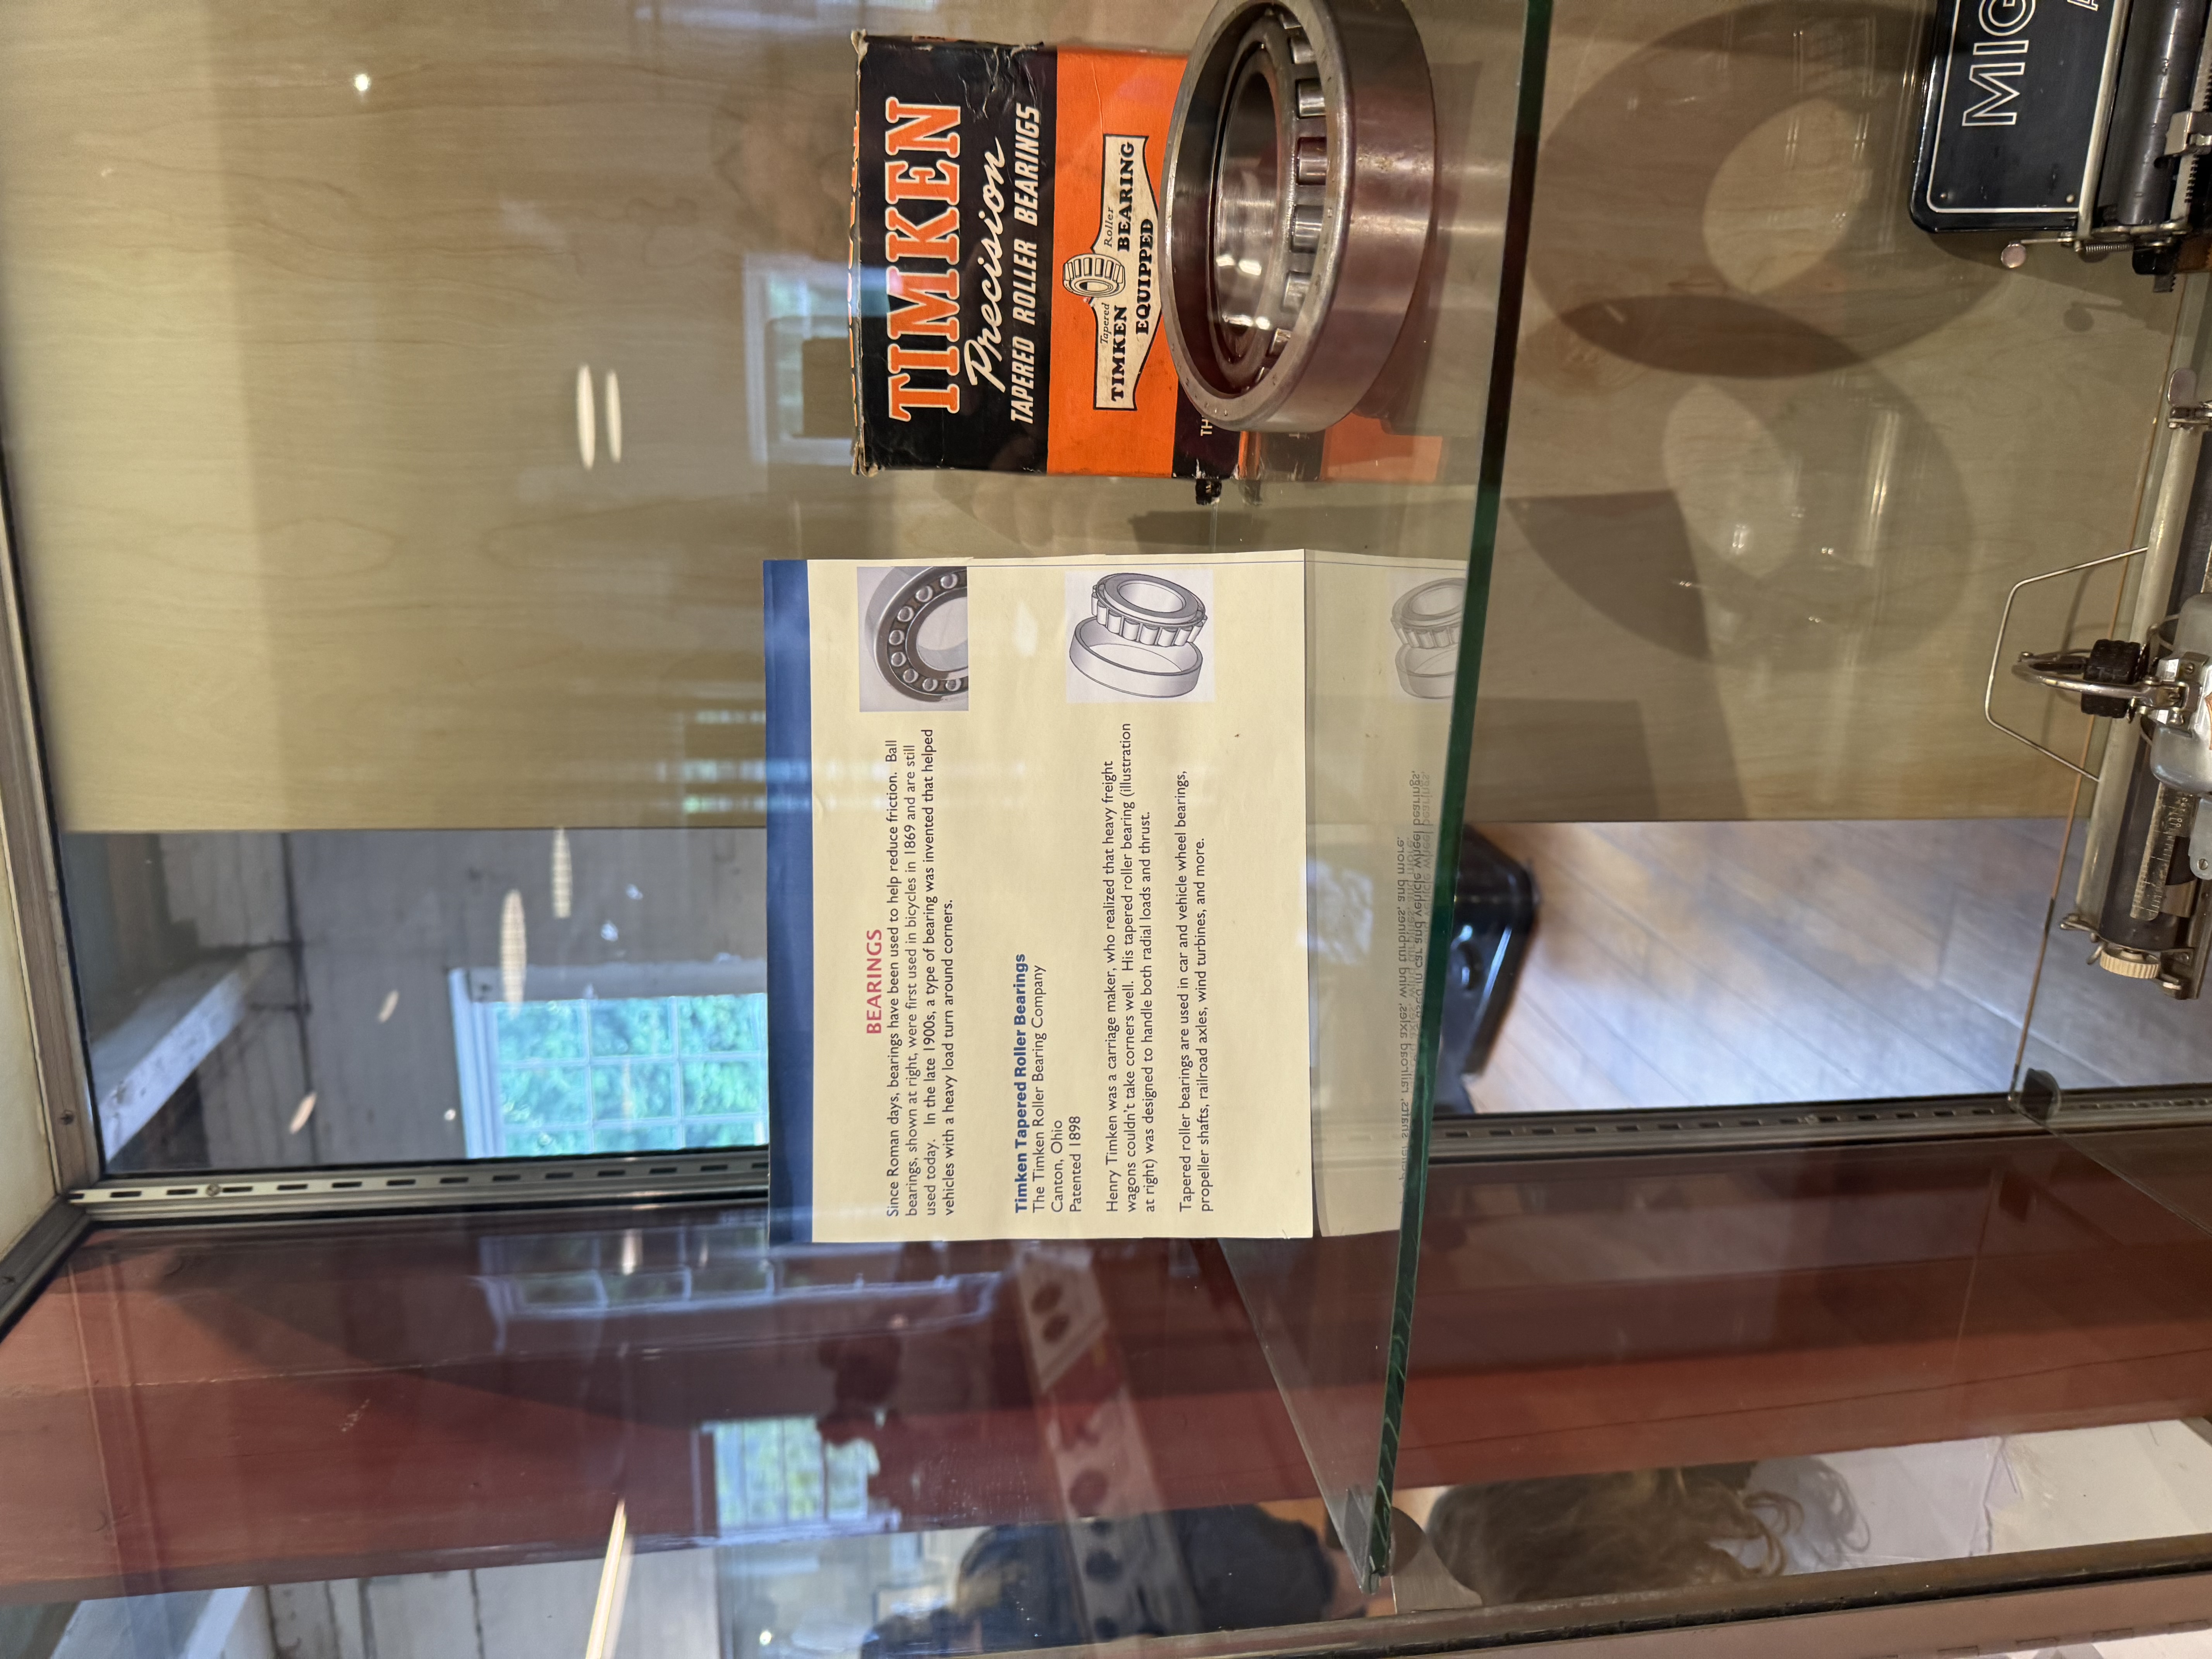 BEARINGS
Since Roman days, bearings have been used to help reduce friction.  Ball
bearings, shown at right, were first used in bicycles in 1869 and are still
used today.  In the late 1900s, a type of bearing was invented that helped
vehicles with a heavy load turn around corners.
Timken Tapered Roller Bearings
The Timken Roller Bearing Company
Canton, Ohio
Patented 1898
Henry Timken was a carriage maker, who realized that heavy freight
wagons couldn't take corners well.  His tapered roller bearing (illustration
at right) was designed to handle both radial loads and thrust.
Tapered roller bearings are used in car and vehicle wheel bearings,
propeller shafts, railroad axles, wind turbines, and more.
TIMKEN
Precision
TAPERED ROLLER BEARINGS
Tapered Roller
TIMKEN BEARING
EQUIPPED
TH
MIG